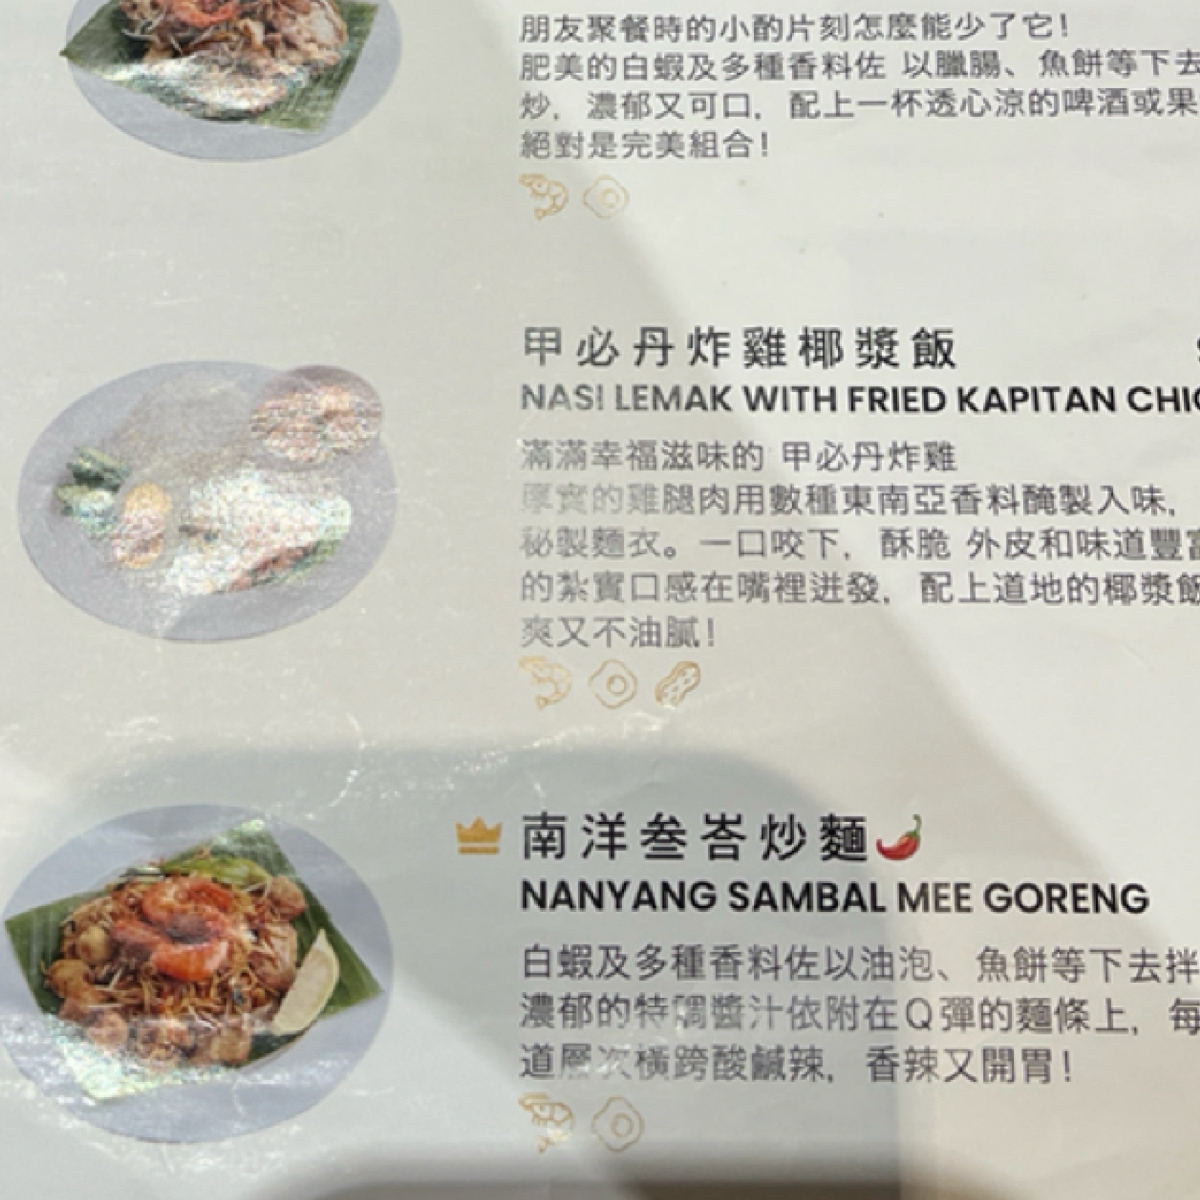 朋友聚餐時的小酌片刻怎麼能少了它！
肥美的白蝦及多種香料佐 以臘腸、魚餅等下去
炒，濃郁又可口，配上一杯透心涼的啤酒或果
絕對是完美組合！
甲必丹炸雞椰漿飯
NASI LEMAK WITH FRIED KAPITAN CHIC
滿滿幸福滋味的 甲必丹炸雞
厚實的雞腿肉用數種東南亞香料醃製入味，
秘製麵衣。一口咬下，酥脆 外皮和味道豐富
的紮實口感在嘴裡迸發，配上道地的椰漿飯
爽又不油膩！
南洋叁峇炒麵
NANYANG SAMBAL MEE GORENG
白蝦及多種香料佐以油泡、魚餅等下去拌
濃郁的特調醬汁依附在Q彈的麵條上，每
道層次橫跨酸鹹辣，香辣又開胃！